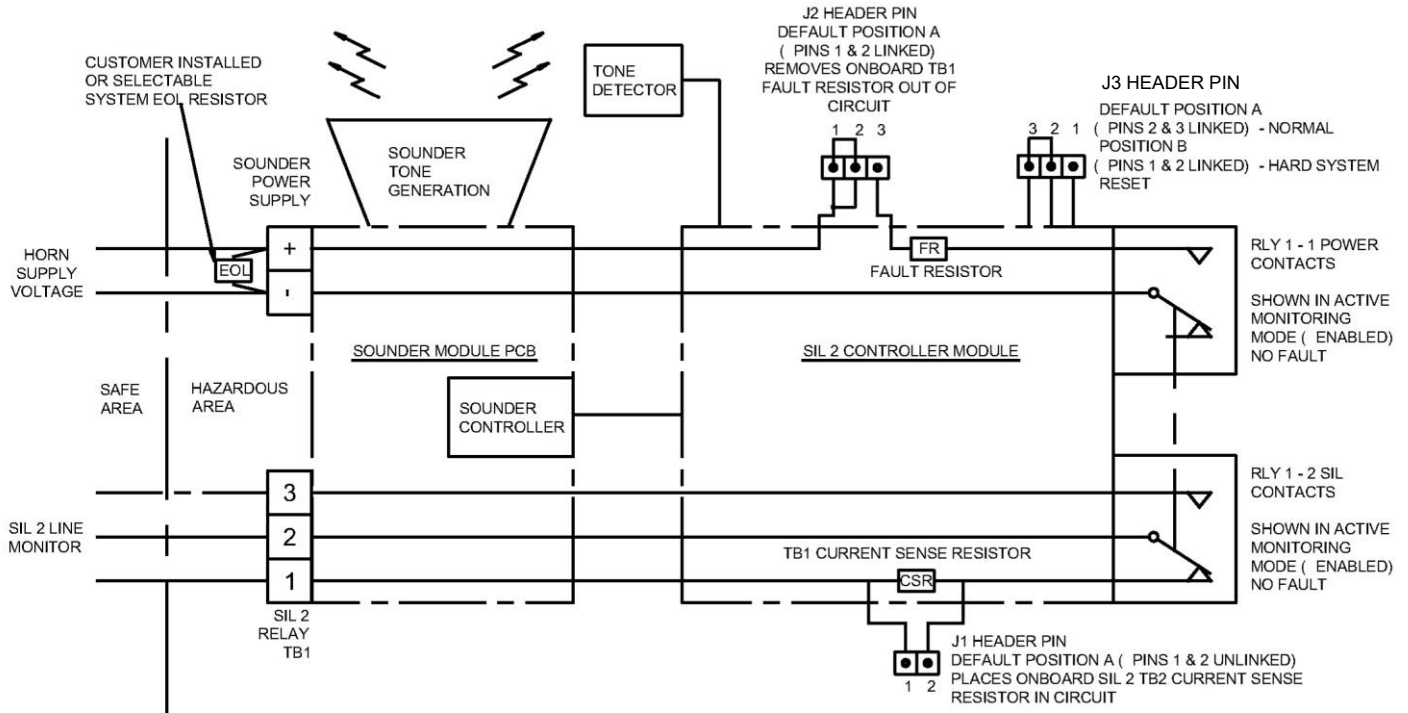 J2 HEADER PIN
DEFAULT POSITION A
( PINS 1 & 2 LINKED)
REMOVES ONBOARD TB1
FAULT RESISTOR OUT OF
CIRCUIT
1 2 3
CUSTOMER INSTALLED
OR SELECTABLE
SYSTEM EOL RESISTOR
TONE
DETECTOR
J3 HEADER PIN
DEFAULT POSITION A
( PINS 2 & 3 LINKED) - NORMAL
POSITION B
( PINS 1 & 2 LINKED) - HARD SYSTEM
RESET
3 2 1
SOUNDER
POWER
SUPPLY
SOUNDER
TONE
GENERATION
HORN
SUPPLY
VOLTAGE
EOL
+
-
FR
FAULT RESISTOR
RLY 1 - 1 POWER
CONTACTS
SHOWN IN ACTIVE
MONITORING
MODE ( ENABLED)
NO FAULT
SOUNDER MODULE PCB
SIL 2 CONTROLLER MODULE
SAFE
AREA
HAZARDOUS
AREA
SOUNDER
CONTROLLER
SIL 2 LINE
MONITOR
3
2
1
SIL 2
RELAY
TB1
TB1 CURRENT SENSE RESISTOR
CSR
RLY 1 - 2 SIL
CONTACTS
SHOWN IN ACTIVE
MONITORING
MODE ( ENABLED)
NO FAULT
1 2
J1 HEADER PIN
DEFAULT POSITION A ( PINS 1 & 2 UNLINKED)
PLACES ONBOARD SIL 2 TB2 CURRENT SENSE
RESISTOR IN CIRCUIT